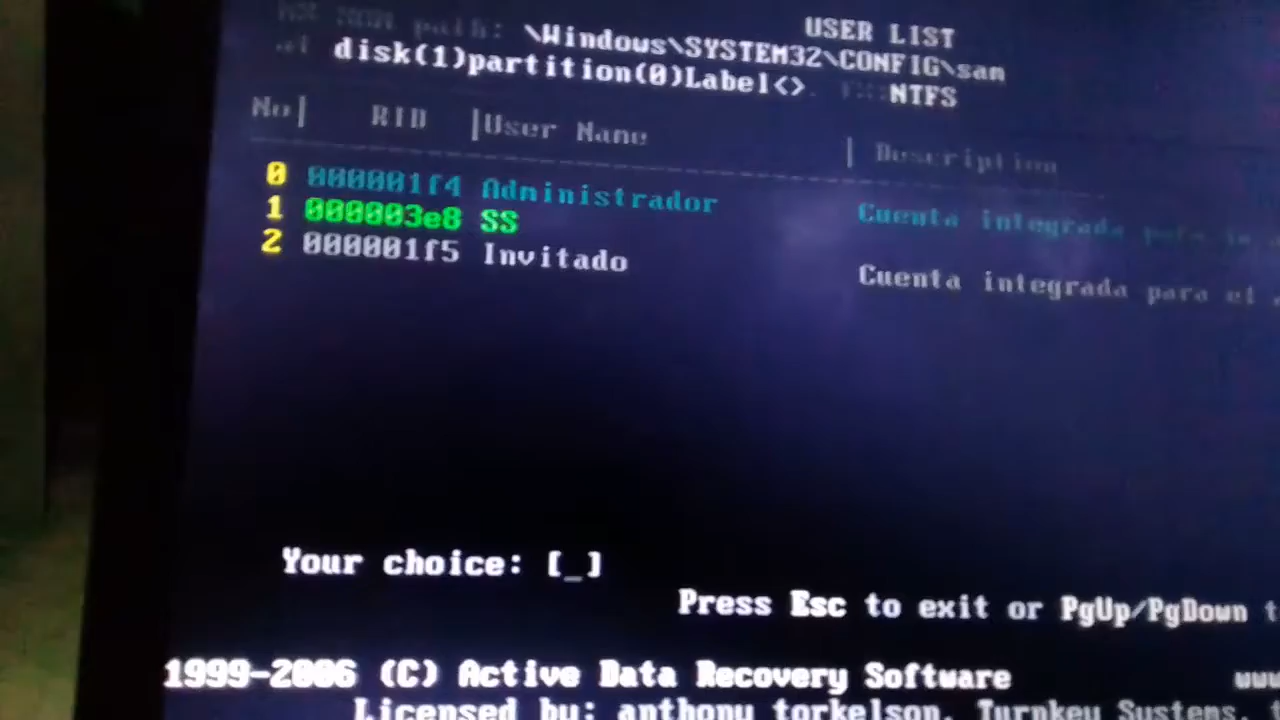 path: \Windows\SYSTEM32\CONFIG\sam USER LIST
disk(1)partition(0)Label<> NTFS
No| RID |User Name | Description
0 000001f4 Administrador Cuenta integrada para
1 000003e8 SS
2 000001f5 Invitado Cuenta integrada para el
Your choice: [_]
Press Esc to exit or PgUp/PgDown t
1999-2006 (C) Active Data Recovery Software www
Licensed by: anthony torkelson, Turnkey Systems,